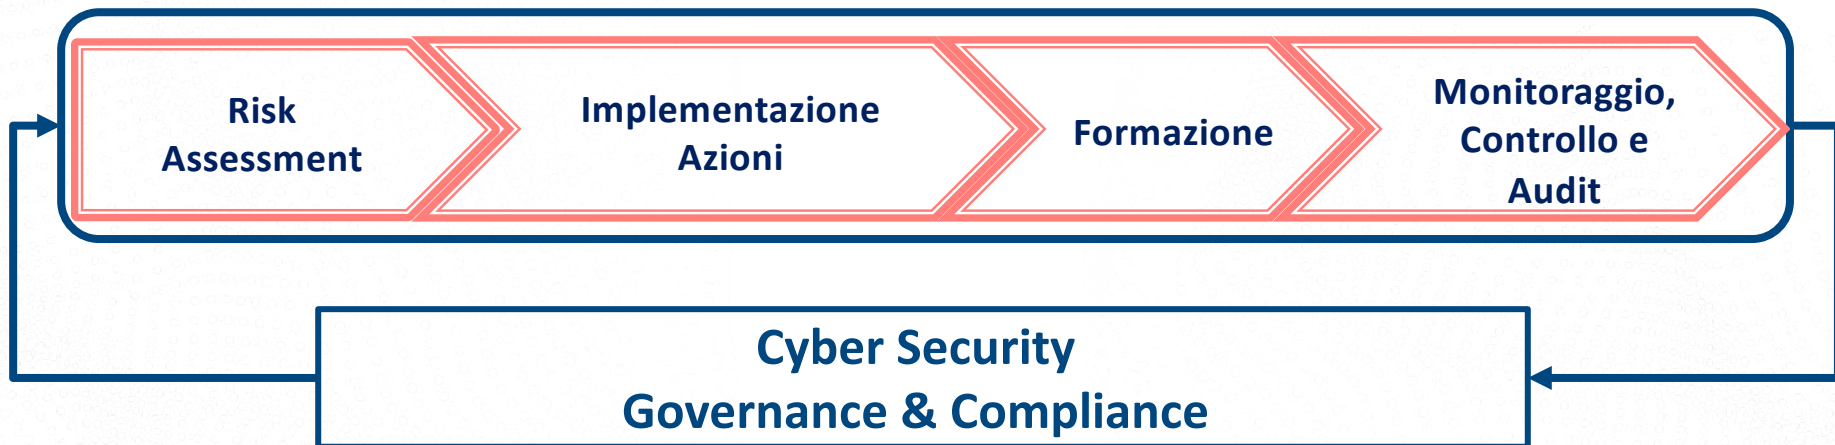 Risk
Assessment
Implementazione
Azioni
Formazione
Monitoraggio,
Controllo e
Audit
Cyber Security
Governance & Compliance